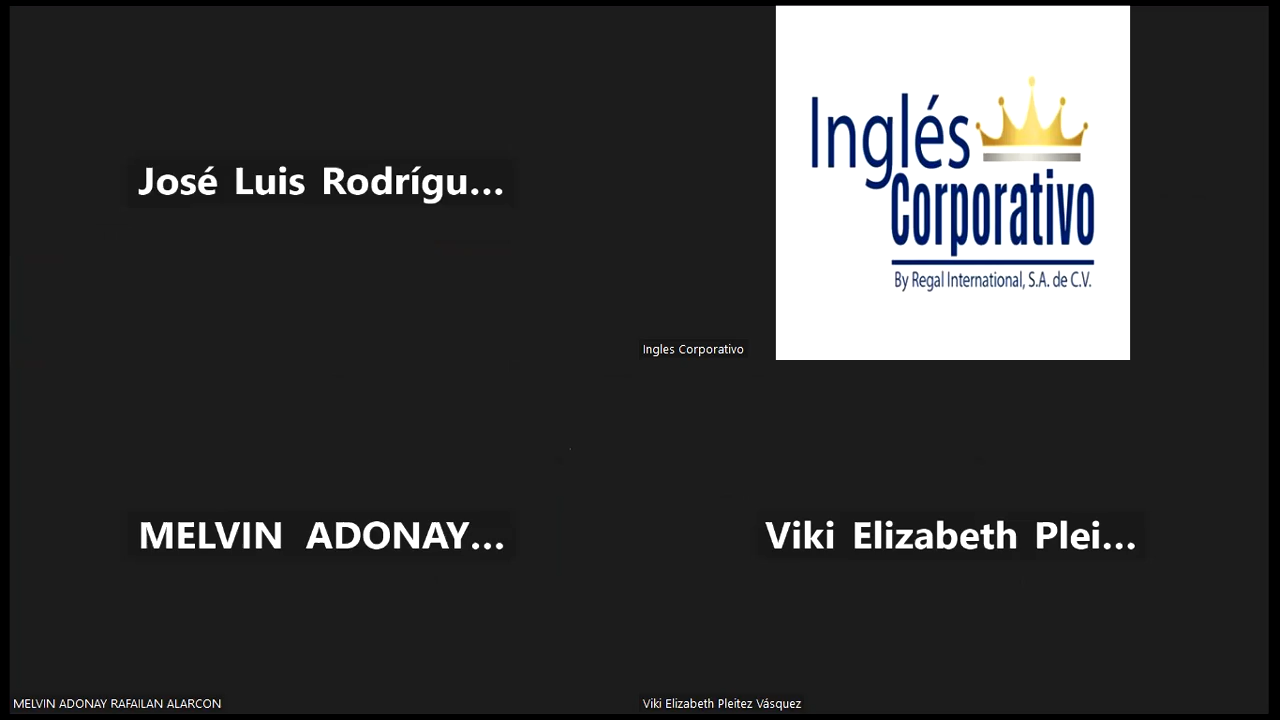 José Luis Rodrígu...
Inglés
Corporativo
By Regal International, S.A. de C.V.
Ingles Corporativo
MELVIN ADONAY...
Viki Elizabeth Plei...
MELVIN ADONAY RAFAILAN ALARCON
Viki Elizabeth Pleitez Vásquez